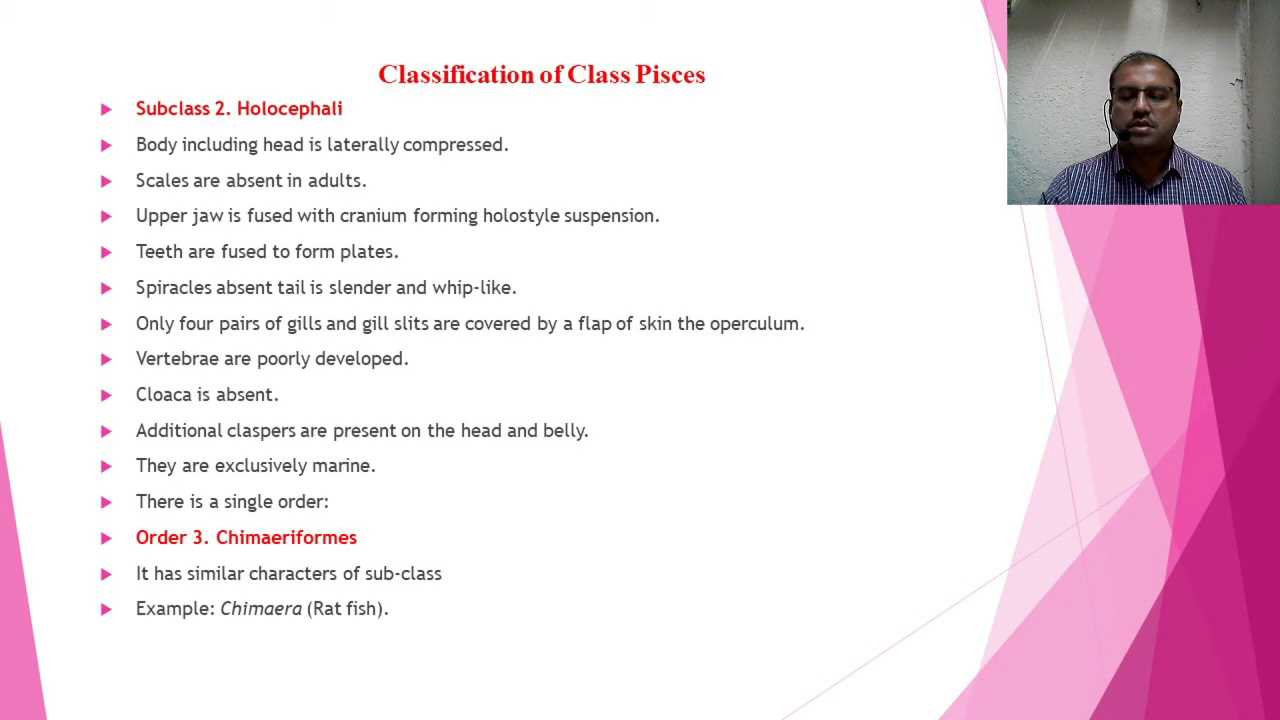 Classification of Class Pisces
Subclass 2. Holocephali
Body including head is laterally compressed.
Scales are absent in adults.
Upper jaw is fused with cranium forming holostyle suspension.
Teeth are fused to form plates.
Spiracles absent tail is slender and whip-like.
Only four pairs of gills and gill slits are covered by a flap of skin the operculum.
Vertebrae are poorly developed.
Cloaca is absent.
Additional claspers are present on the head and belly.
They are exclusively marine.
There is a single order:
Order 3. Chimaeriformes
It has similar characters of sub-class
Example: Chimaera (Rat fish).